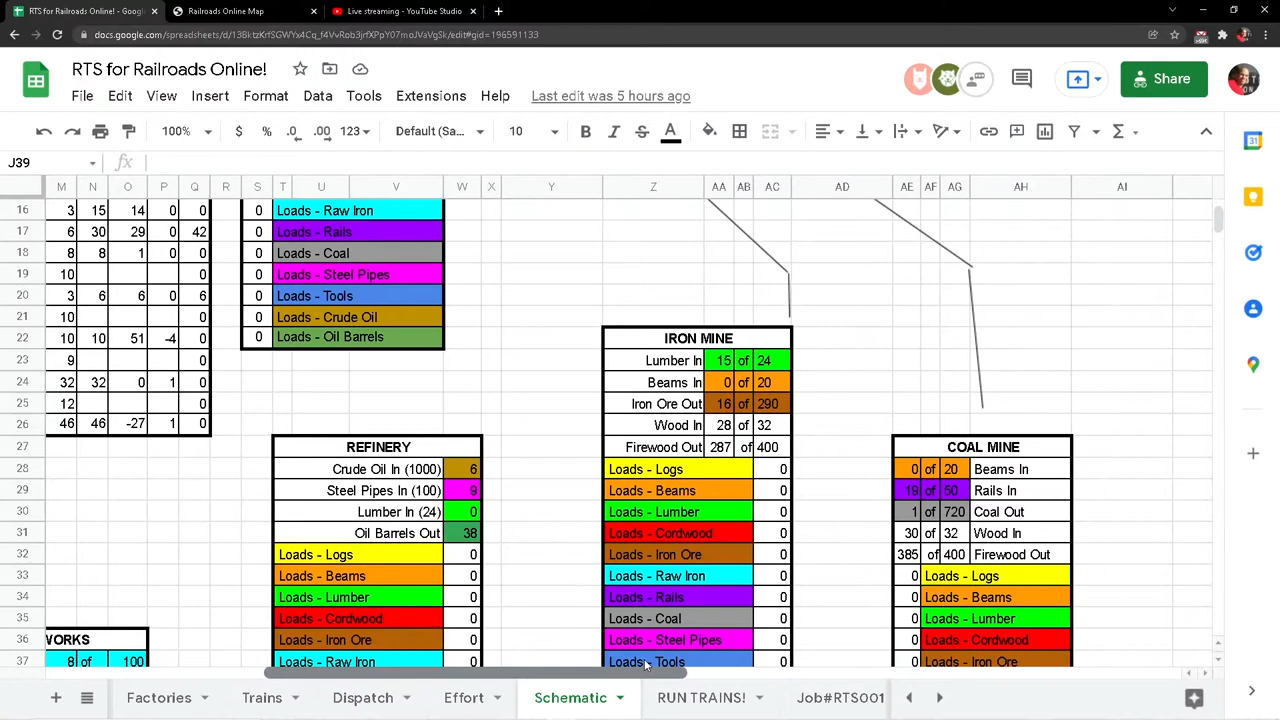 RTS for Railroads Online! - Goog
Railroads Online Map
Live streaming - YouTube Studio
RTS for Railroads Online!
File Edit View Insert Format Data Tools Extensions Help Last edit was 5 hours ago
Share
100% $ % .0 .00 123 Default (Sa... 10 B I S A
J39 fx
M N O P Q R S T U V W X Y Z AA AB AC AD AE AF AG AH AI
16 3 15 14 0 0 0 Loads - Raw Iron
17 6 30 29 0 42 0 Loads - Rails
18 8 8 1 0 0 0 Loads - Coal
19 10 0 0 Loads - Steel Pipes
20 3 6 6 0 6 0 Loads - Tools
21 10 0 0 Loads - Crude Oil
22 10 10 51 -4 0 0 Loads - Oil Barrels IRON MINE
23 9 0 Lumber In 15 of 24
24 32 32 0 1 0 Beams In 0 of 20
25 12 0 Iron Ore Out 16 of 290
26 46 46 -27 1 0 Wood In 28 of 32
27 REFINERY Firewood Out 287 of 400 COAL MINE
28 Crude Oil In (1000) 6 Loads - Logs 0 0 of 20 Beams In
29 Steel Pipes In (100) 9 Loads - Beams 0 19 of 50 Rails In
30 Lumber In (24) 0 Loads - Lumber 0 1 of 720 Coal Out
31 Oil Barrels Out 38 Loads - Cordwood 0 30 of 32 Wood In
32 Loads - Logs 0 Loads - Iron Ore 0 385 of 400 Firewood Out
33 Loads - Beams 0 Loads - Raw Iron 0 0 Loads - Logs
34 Loads - Lumber 0 Loads - Rails 0 0 Loads - Beams
35 Loads - Cordwood 0 Loads - Coal 0 0 Loads - Lumber
36 WORKS Loads - Iron Ore 0 Loads - Steel Pipes 0 0 Loads - Cordwood
37 8 of 100 Loads - Raw Iron 0 Loads - Tools 0 0 Loads - Iron Ore
Factories Trains Dispatch Effort Schematic RUN TRAINS! Job#RTS001